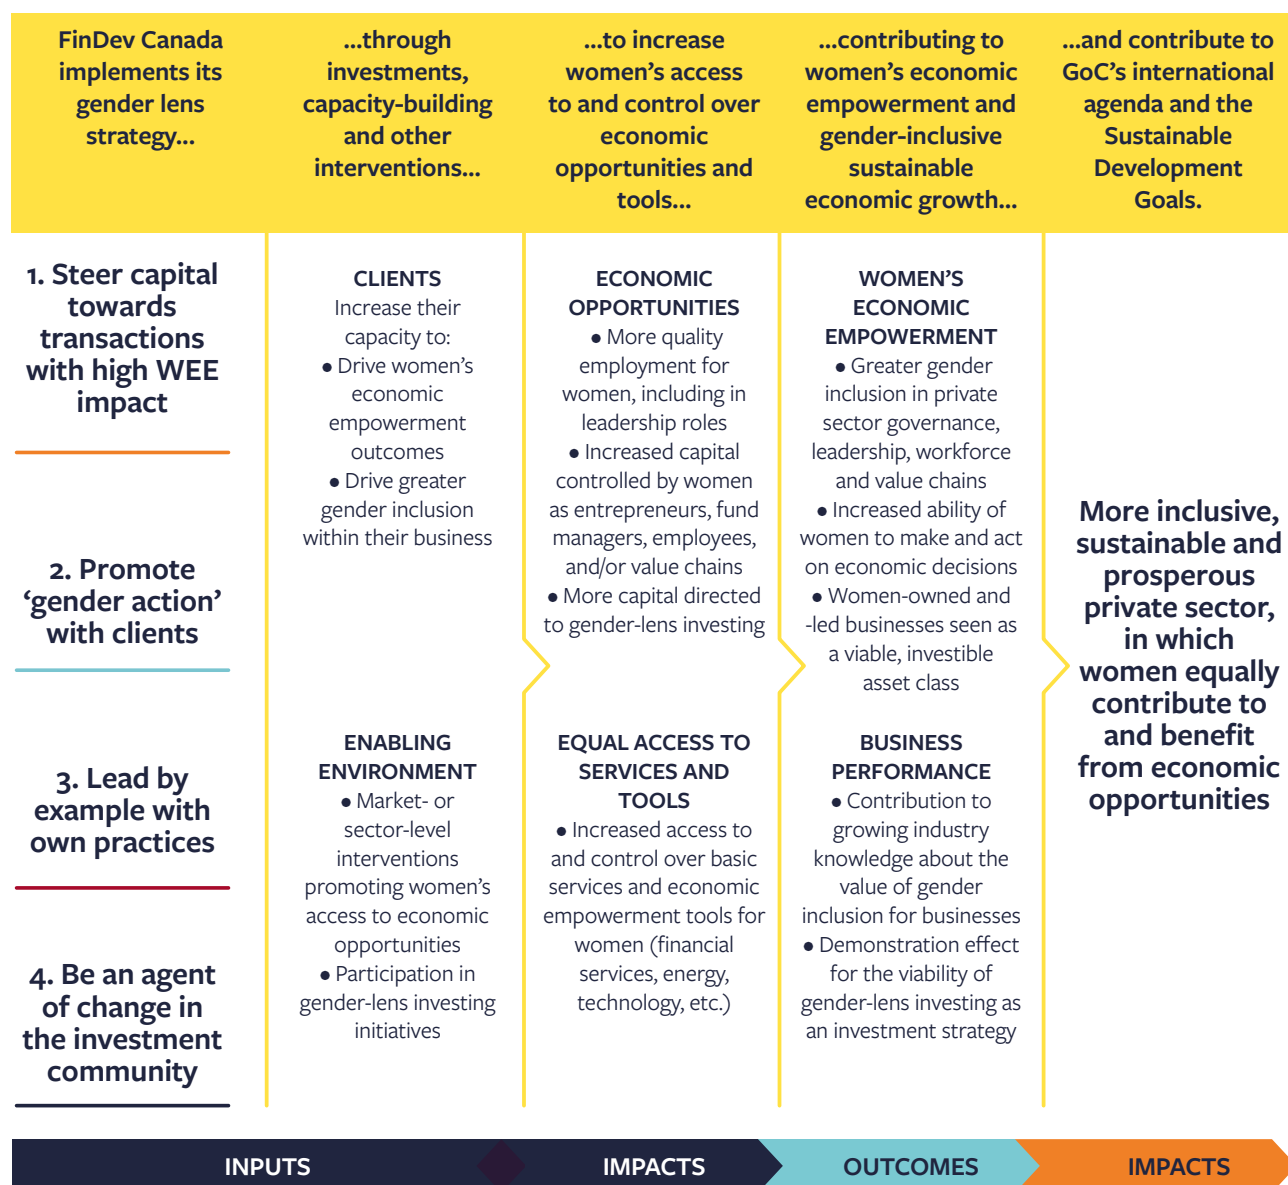 FinDev Canada
implements its
gender lens
strategy...
...through
investments,
capacity-building
and other
interventions...
...to increase
women's access
to and control over
economic
opportunities and
tools...
...contributing to
women's economic
empowerment and
gender-inclusive
sustainable
economic growth...
...and contribute to
GoC's international
agenda and the
Sustainable
Development
Goals.
1. Steer capital
towards
transactions
with high WEE
impact
2. Promote
‘gender action’
with clients
3. Lead by
example with
own practices
4. Be an agent
of change in
the investment
community
CLIENTS
Increase their
capacity to:
● Drive women's
economic
empowerment
outcomes
● Drive greater
gender inclusion
within their business
ENABLING
ENVIRONMENT
● Market- or
sector-level
interventions
promoting women's
access to economic
opportunities
● Participation in
gender-lens investing
initiatives
ECONOMIC
OPPORTUNITIES
● More quality
employment for
women, including in
leadership roles
● Increased capital
controlled by women
as entrepreneurs, fund
managers, employees,
and/or value chains
● More capital directed
to gender-lens investing
EQUAL ACCESS TO
SERVICES AND
TOOLS
● Increased access to
and control over basic
services and economic
empowerment tools for
women (financial
services, energy,
technology, etc.)
WOMEN'S
ECONOMIC
EMPOWERMENT
● Greater gender
inclusion in private
sector governance,
leadership, workforce
and value chains
● Increased ability of
women to make and act
on economic decisions
● Women-owned and
-led businesses seen as
a viable, investible
asset class
BUSINESS
PERFORMANCE
● Contribution to
growing industry
knowledge about the
value of gender
inclusion for businesses
● Demonstration effect
for the viability of
gender-lens investing as
an investment strategy
More inclusive,
sustainable and
prosperous
private sector,
in which
women equally
contribute to
and benefit
from economic
opportunities
INPUTS
IMPACTS
OUTCOMES
IMPACTS